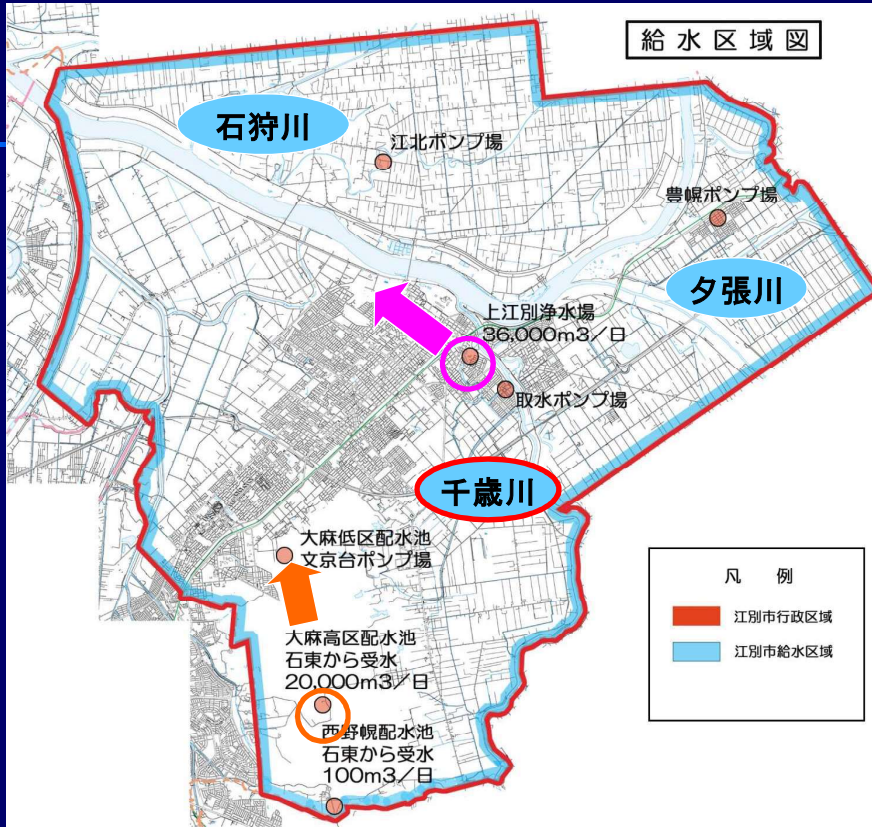 給水区域図
石狩川
江北ポンプ場
豊幌ポンプ場
夕張川
上江別浄水場
36,000m3/日
取水ポンプ場
千歳川
大麻低区配水池
文京台ポンプ場
大麻高区配水池
石東から受水
20,000m3/日
西野幌配水池
石東から受水
100m3/日
凡 例
江別市行政区域
江別市給水区域